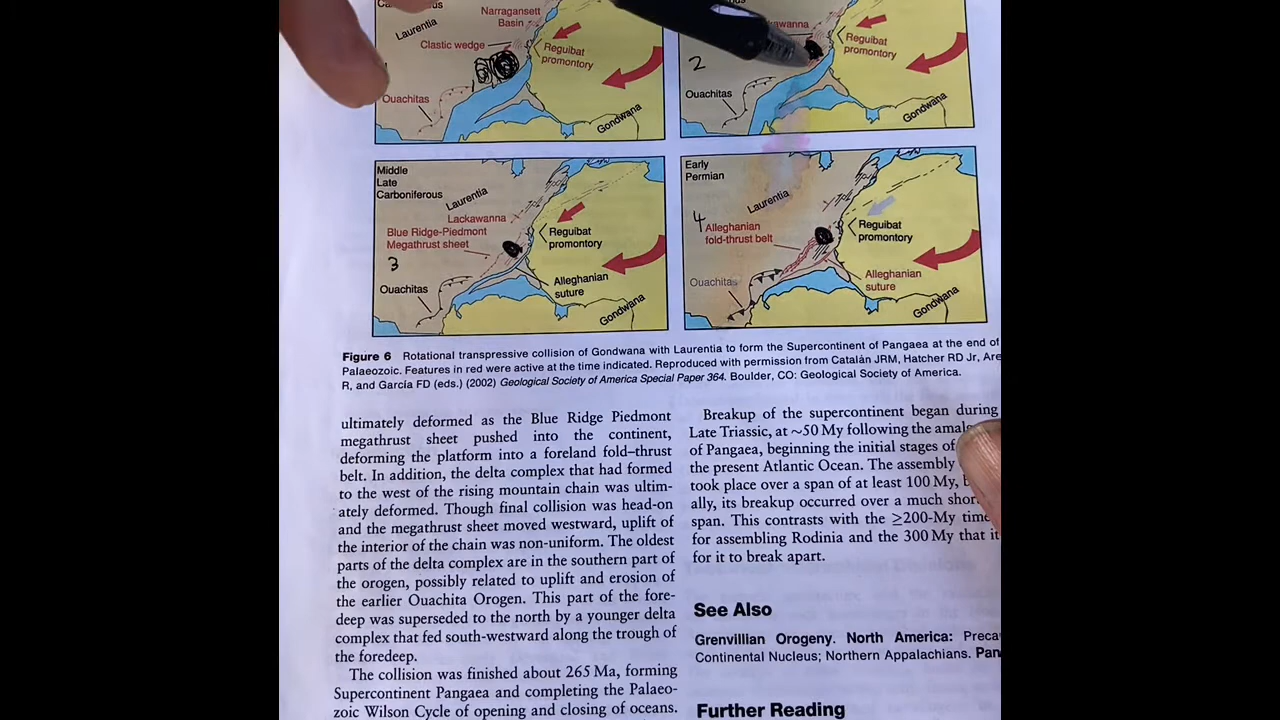 Narragansett
Basin
Laurentia
Clastic wedge
Reguibat
promontory
Ouachitas
Gondwana
Reguibat
promontory
2
Ouachitas
Gondwana
Middle
Late
Carboniferous
Laurentia
Lackawanna
Blue Ridge-Piedmont
Megathrust sheet
3
Reguibat
promontory
Ouachitas
Alleghanian
suture
Gondwana
Early
Permian
Laurentia
4
Alleghanian
fold-thrust belt
Reguibat
promontory
Ouachitas
Alleghanian
suture
Gondwana
Figure 6 Rotational transpressive collision of Gondwana with Laurentia to form the Supercontinent of Pangaea at the end of
Palaeozoic. Features in red were active at the time indicated. Reproduced with permission from Catalán JRM, Hatcher RD Jr, Are
R, and García FD (eds.) (2002) Geological Society of America Special Paper 364. Boulder, CO: Geological Society of America.
ultimately deformed as the Blue Ridge Piedmont
megathrust sheet pushed into the continent,
deforming the platform into a foreland fold–thrust
belt. In addition, the delta complex that had formed
to the west of the rising mountain chain was ultim-
ately deformed. Though final collision was head-on
and the megathrust sheet moved westward, uplift of
the interior of the chain was non-uniform. The oldest
parts of the delta complex are in the southern part of
the orogen, possibly related to uplift and erosion of
the earlier Ouachita Orogen. This part of the fore-
deep was superseded to the north by a younger delta
complex that fed south-westward along the trough of
the foredeep.
The collision was finished about 265 Ma, forming
Supercontinent Pangaea and completing the Palaeo-
zoic Wilson Cycle of opening and closing of oceans.
Breakup of the supercontinent began during
Late Triassic, at ~50 My following the amalg
of Pangaea, beginning the initial stages of
the present Atlantic Ocean. The assembly
took place over a span of at least 100 My, b
ally, its breakup occurred over a much short
span. This contrasts with the ≥200-My time
for assembling Rodinia and the 300 My that it
for it to break apart.
See Also
Grenvillian Orogeny. North America: Preca
Continental Nucleus; Northern Appalachians. Pan
Further Reading